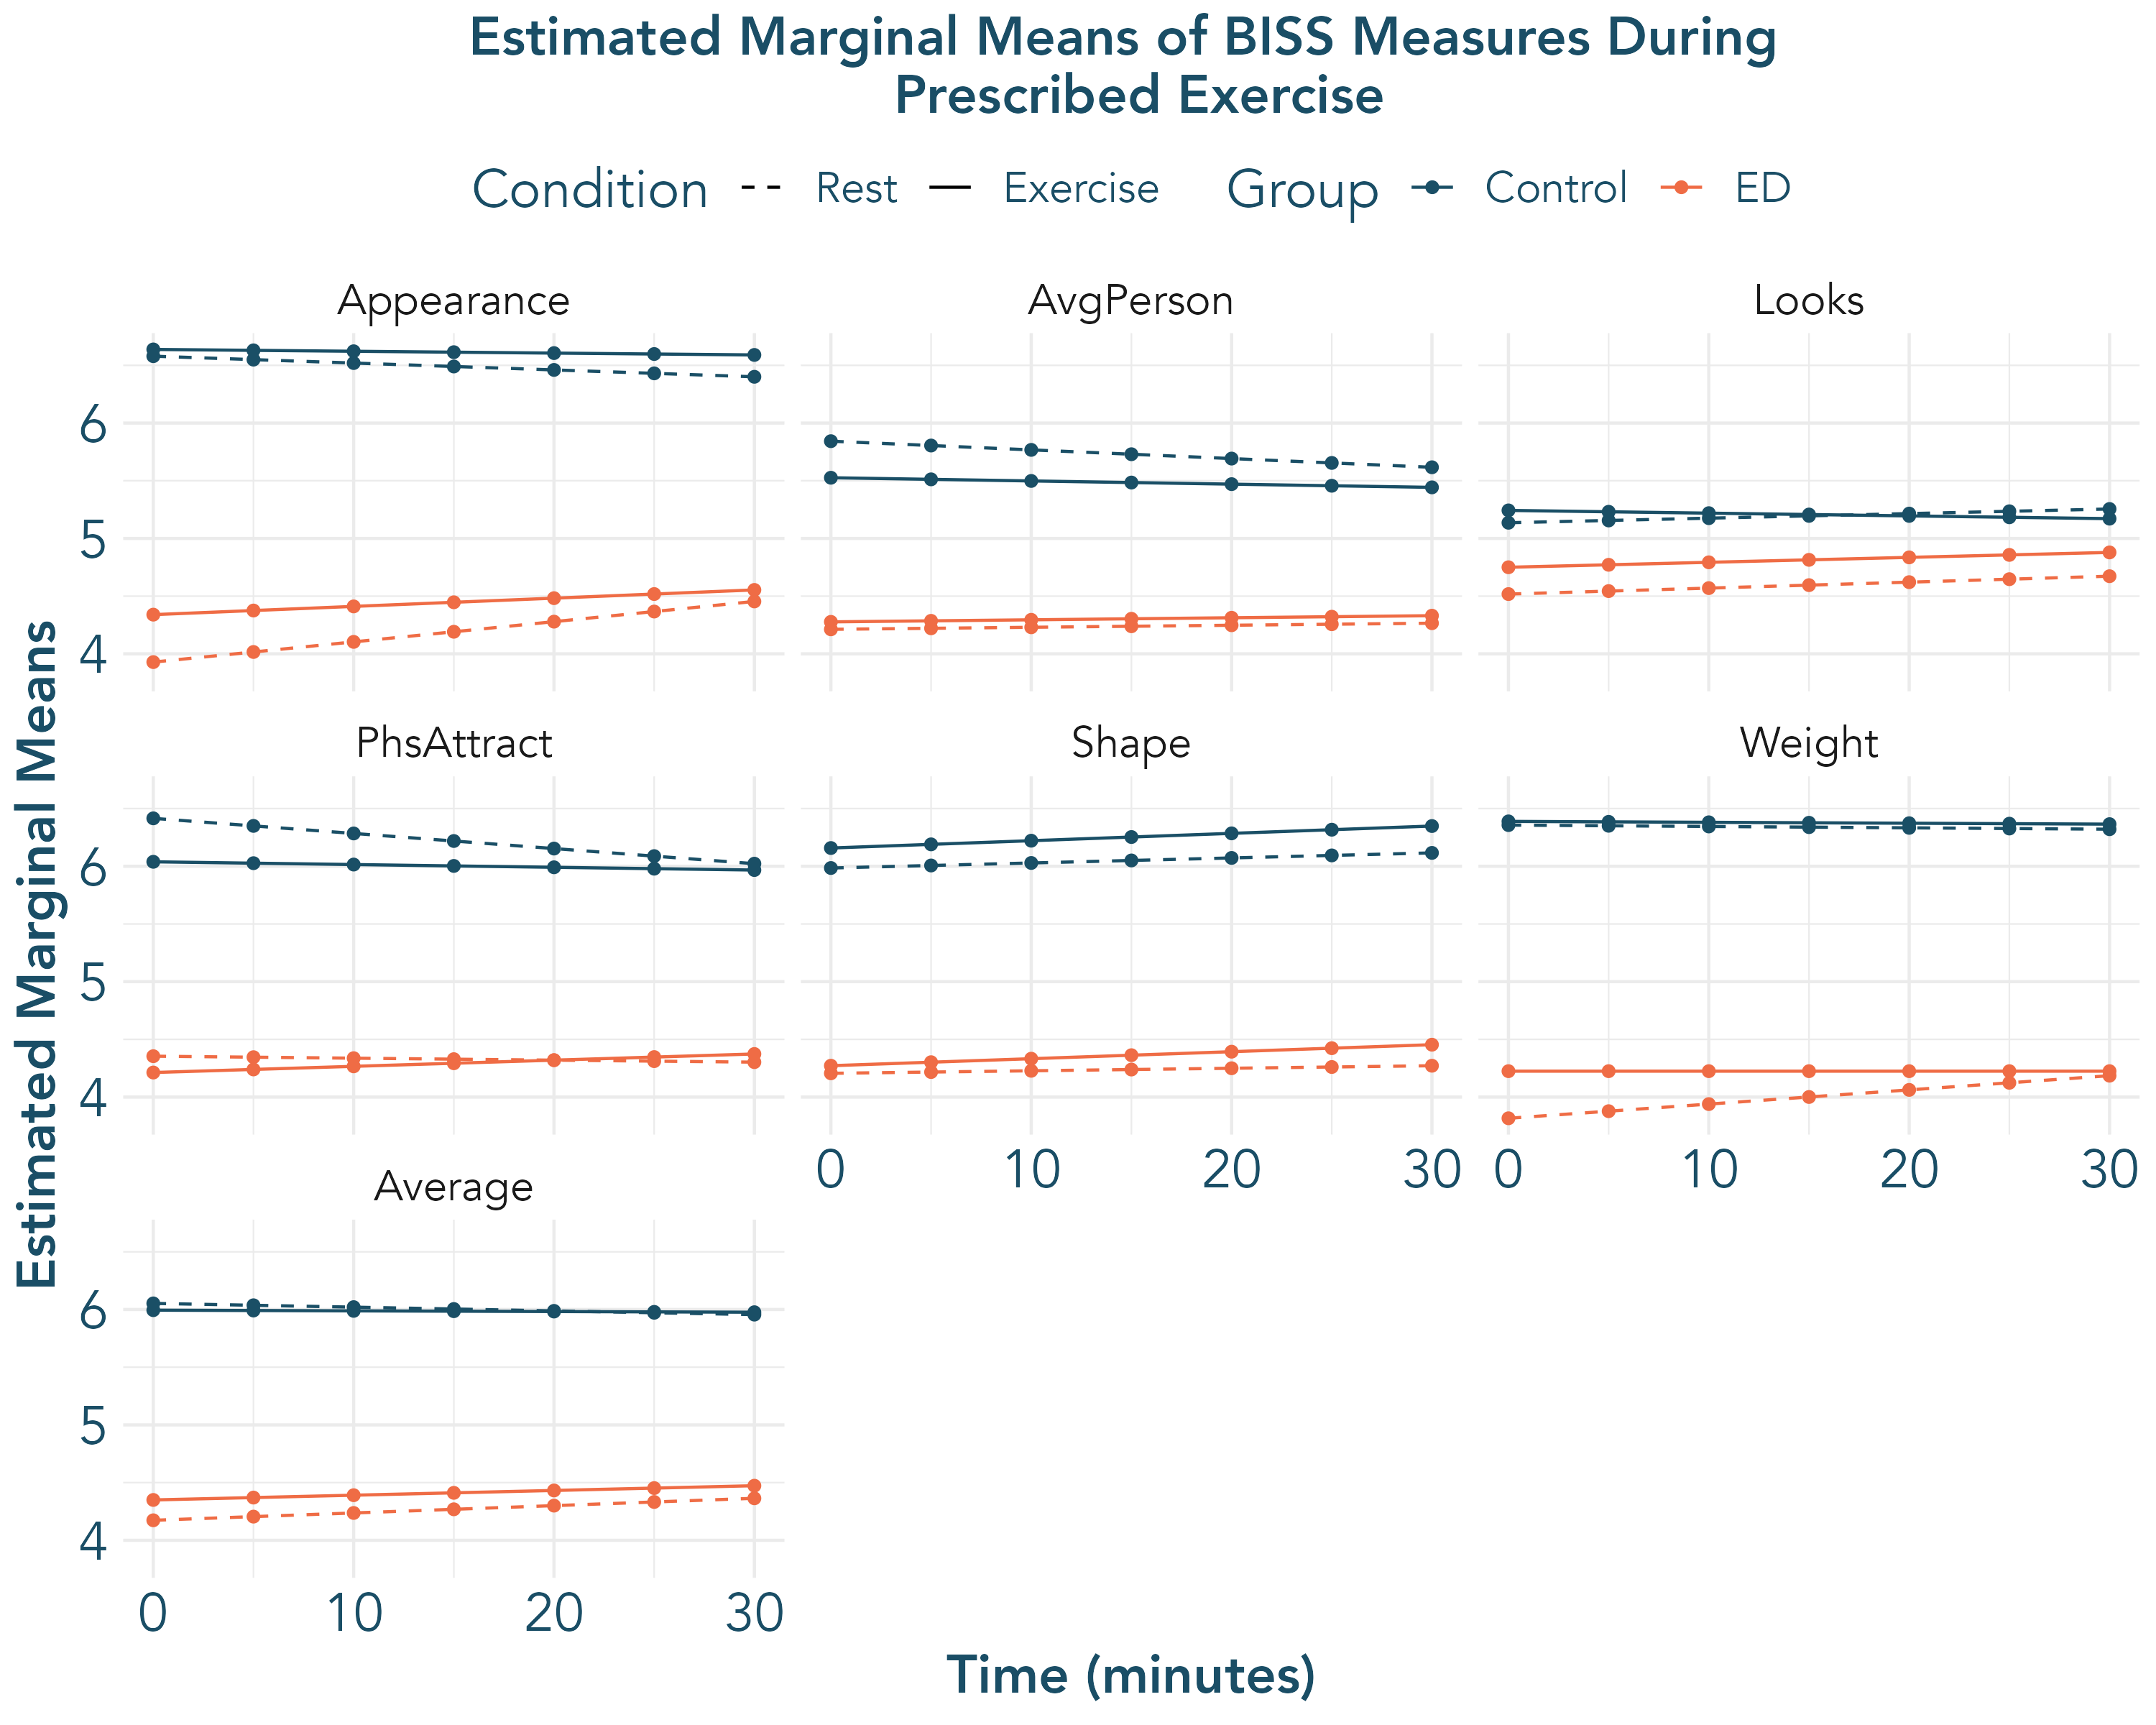 Estimated Marginal Means of BISS Measures During
Prescribed Exercise
Condition Rest Exercise Group Control ED
Appearance AvgPerson Looks
6
5
4
PhsAttract Shape Weight
6
5
4
0 10 20 30 0 10 20 30
Average
6
5
4
0 10 20 30
Estimated Marginal Means
Time (minutes)